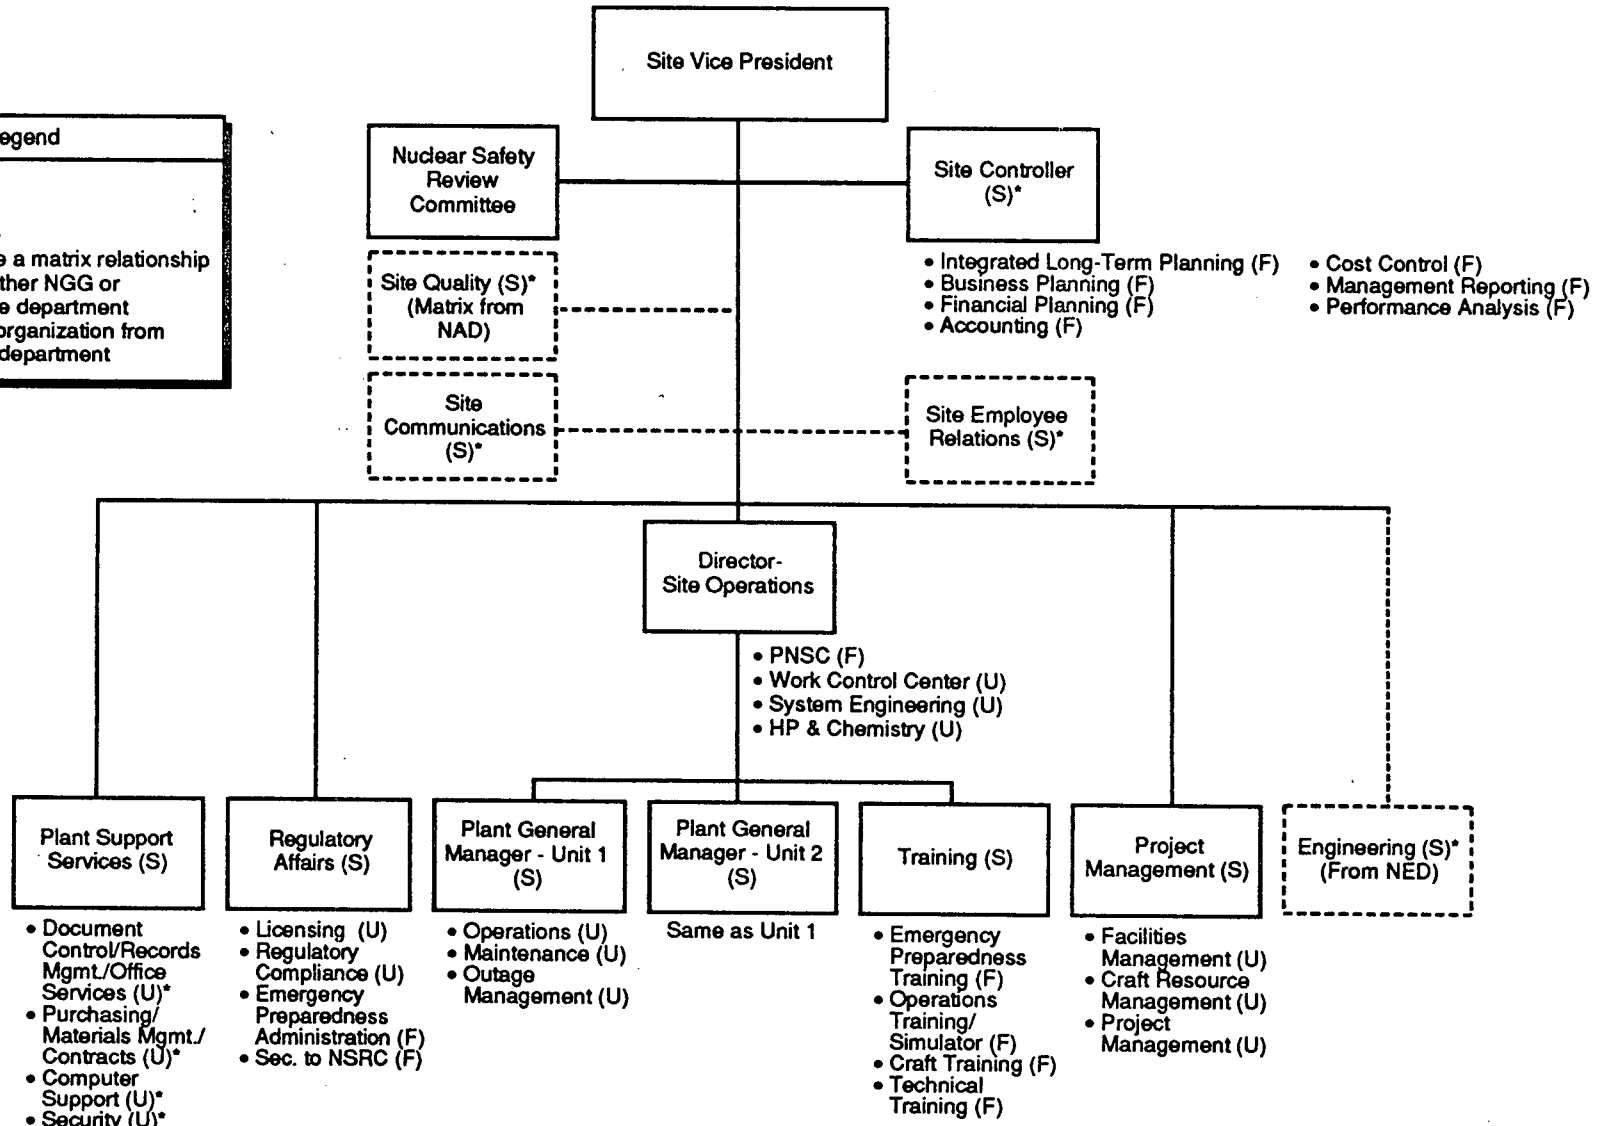 Site Vice President
egend
e a matrix relationship
ther NGG or
e department
organization from
department
Nuclear Safety
Review
Committee
Site Controller
(S)*
• Integrated Long-Term Planning (F)
• Business Planning (F)
• Financial Planning (F)
• Accounting (F)
• Cost Control (F)
• Management Reporting (F)
• Performance Analysis (F)
Site Quality (S)*
(Matrix from
NAD)
Site
Communications
(S)*
Site Employee
Relations (S)*
Director-
Site Operations
• PNSC (F)
• Work Control Center (U)
• System Engineering (U)
• HP & Chemistry (U)
Plant Support
Services (S)
• Document
Control/Records
Mgmt./Office
Services (U)*
• Purchasing/
Materials Mgmt./
Contracts (U)*
• Computer
Support (U)*
• Security (U)*
Regulatory
Affairs (S)
• Licensing (U)
• Regulatory
Compliance (U)
• Emergency
Preparedness
Administration (F)
• Sec. to NSRC (F)
Plant General
Manager - Unit 1
(S)
• Operations (U)
• Maintenance (U)
• Outage
Management (U)
Plant General
Manager - Unit 2
(S)
Same as Unit 1
Training (S)
• Emergency
Preparedness
Training (F)
• Operations
Training/
Simulator (F)
• Craft Training (F)
• Technical
Training (F)
Project
Management (S)
• Facilities
Management (U)
• Craft Resource
Management (U)
• Project
Management (U)
Engineering (S)*
(From NED)